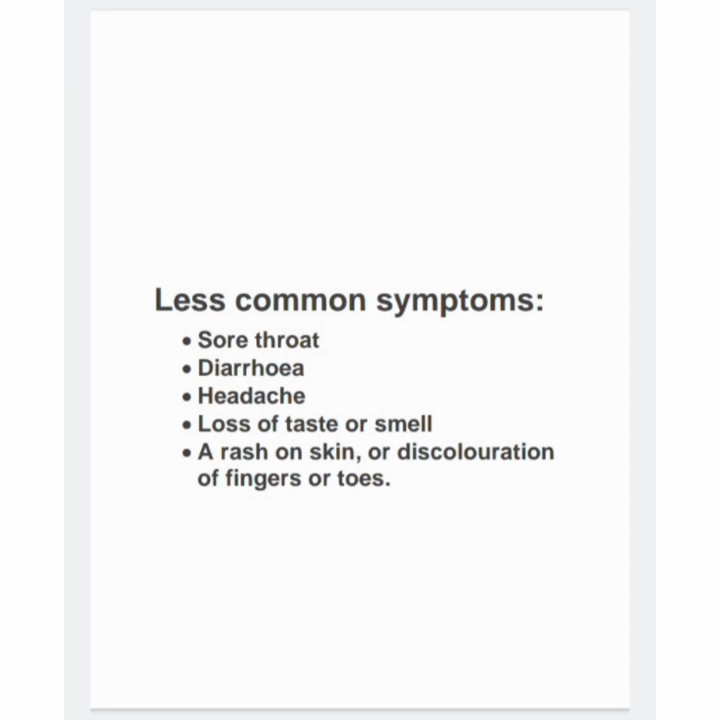 Less common symptoms:
• Sore throat
• Diarrhoea
• Headache
• Loss of taste or smell
• A rash on skin, or discolouration
of fingers or toes.